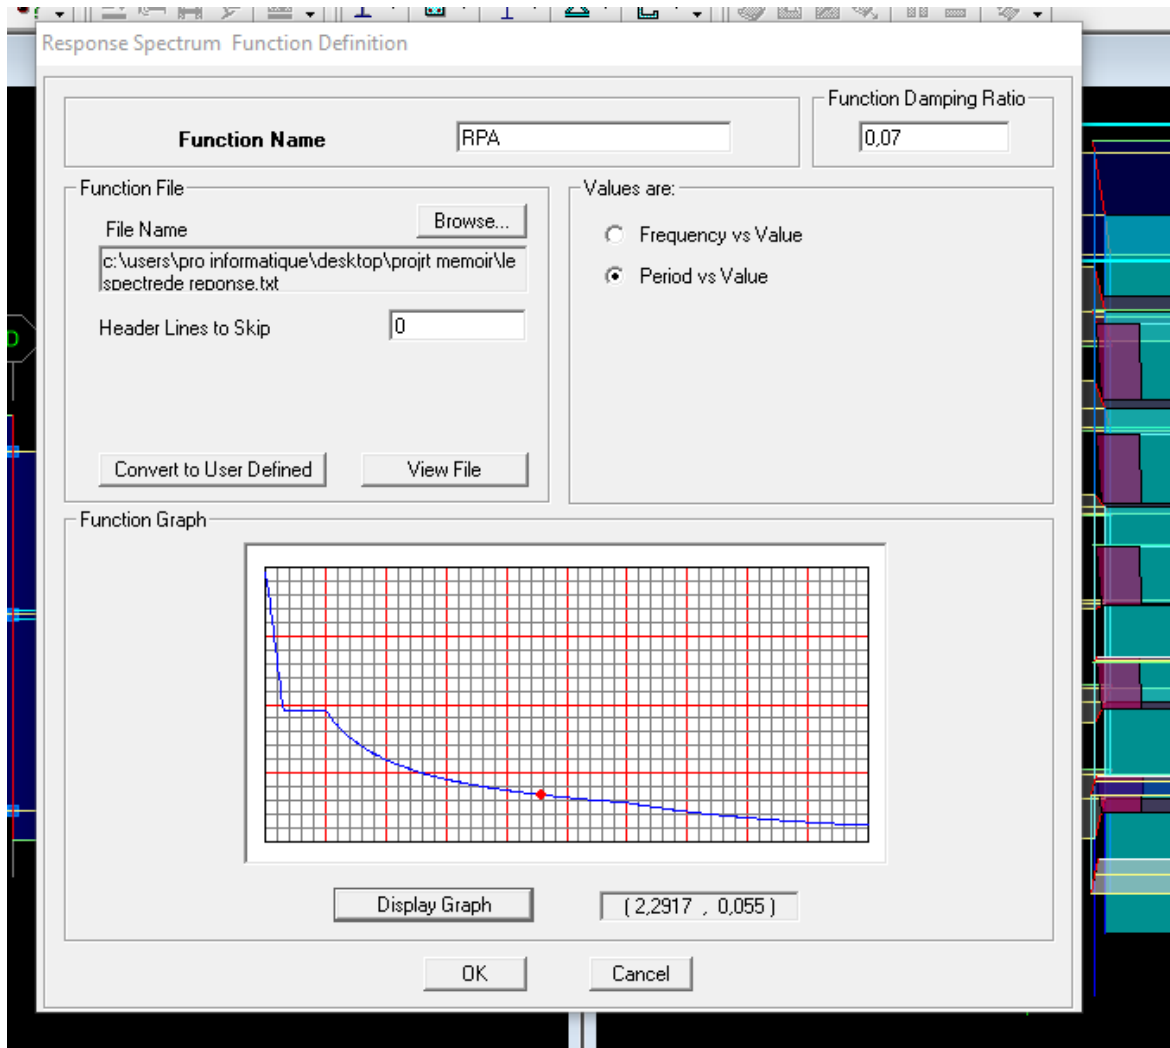 Response Spectrum Function Definition
Function Name
RPA
Function Damping Ratio
0,07
Function File
Browse...
File Name
c:\users\pro informatique\desktop\projrt memoir\le
spectrede reponse.txt
Header Lines to Skip
0
Convert to User Defined
View File
Values are:
Frequency vs Value
Period vs Value
Function Graph
Display Graph
( 2,2917 , 0,055 )
OK
Cancel